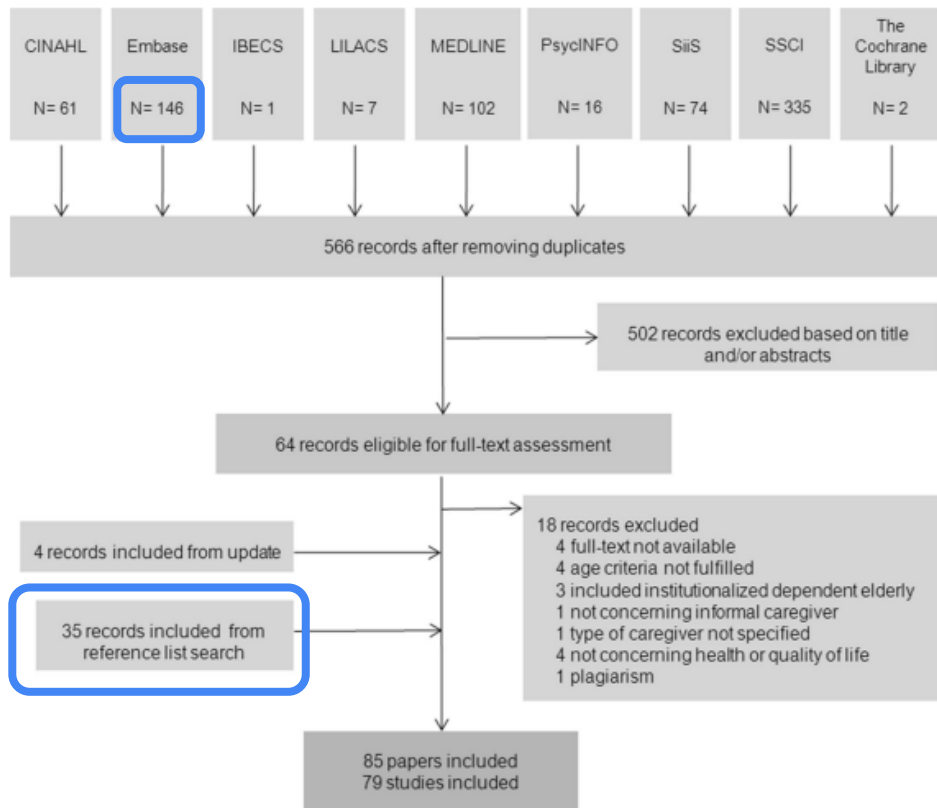 CINAHL
N= 61
Embase
N= 146
IBECS
N= 1
LILACS
N= 7
MEDLINE
N= 102
PsycINFO
N= 16
SiiS
N= 74
SSCI
N= 335
The
Cochrane
Library
N= 2
566 records after removing duplicates
502 records excluded based on title
and/or abstracts
64 records eligible for full-text assessment
18 records excluded
4 full-text not available
4 age criteria not fulfilled
3 included institutionalized dependent elderly
1 not concerning informal caregiver
1 type of caregiver not specified
4 not concerning health or quality of life
1 plagiarism
4 records included from update
35 records included from
reference list search
85 papers included
79 studies included